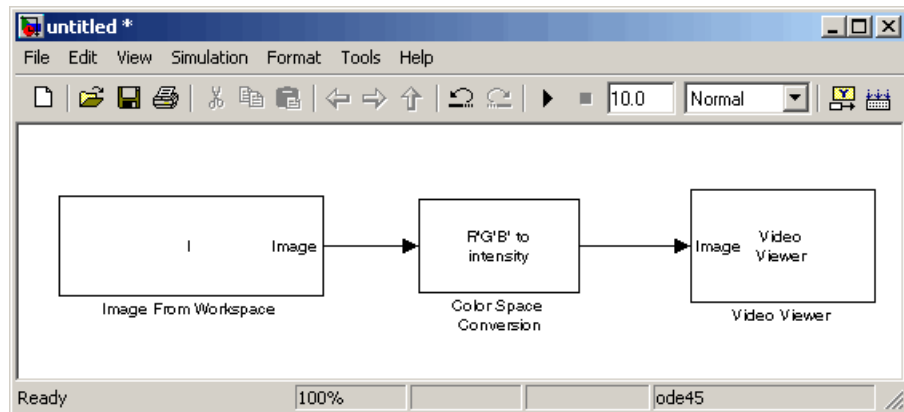 untitled *
File Edit View Simulation Format Tools Help
10.0 Normal
I Image
R'G'B' to
intensity
Image Video
Viewer
Image From Workspace
Color Space
Conversion
Video Viewer
Ready 100% ode45